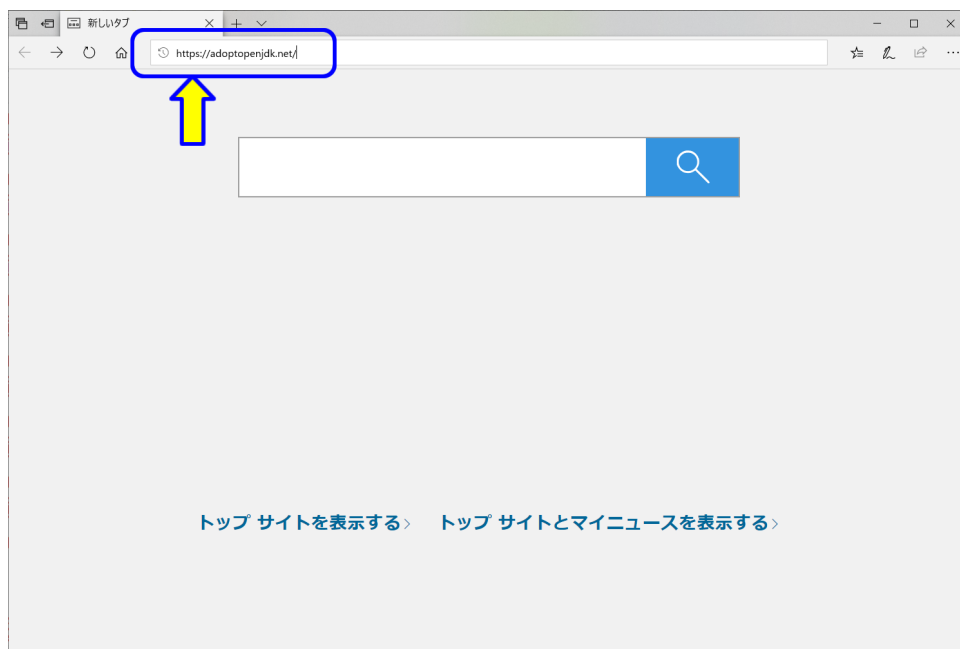 新しいタブ
https://adoptopenjdk.net/
トップ サイトを表示する
トップ サイトとマイニュースを表示する